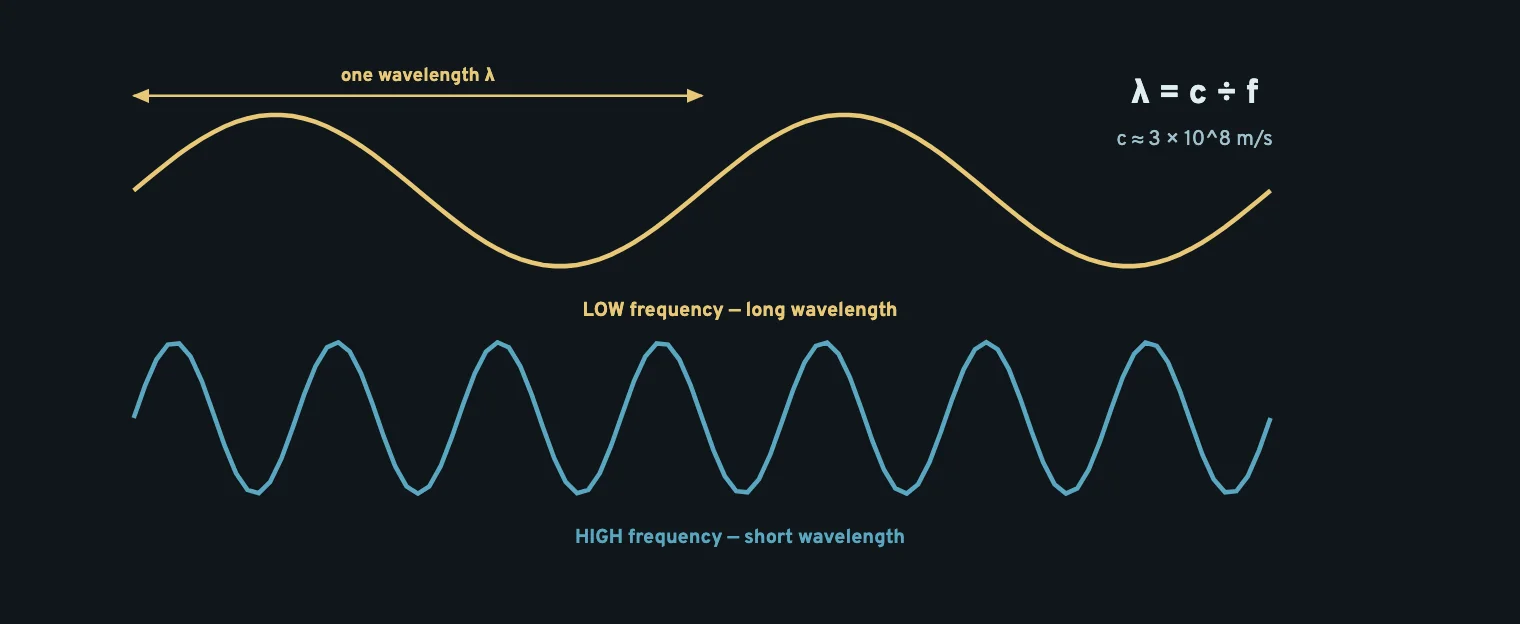 one wavelength λ
λ = c ÷ f
c ≈ 3 × 10^8 m/s
LOW frequency – long wavelength
HIGH frequency – short wavelength